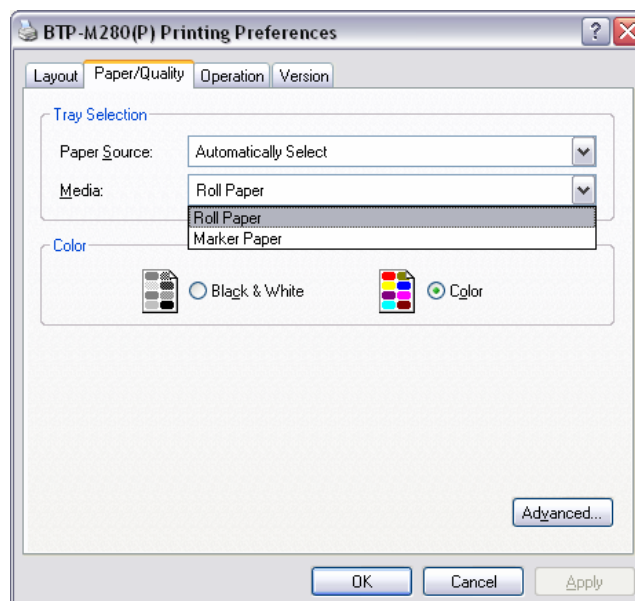 BTP-M280(P) Printing Preferences
Layout Paper/Quality Operation Version
Tray Selection
Paper Source: Automatically Select
Media: Roll Paper
Roll Paper
Marker Paper
Color
Black & White Color
Advanced...
OK Cancel Apply